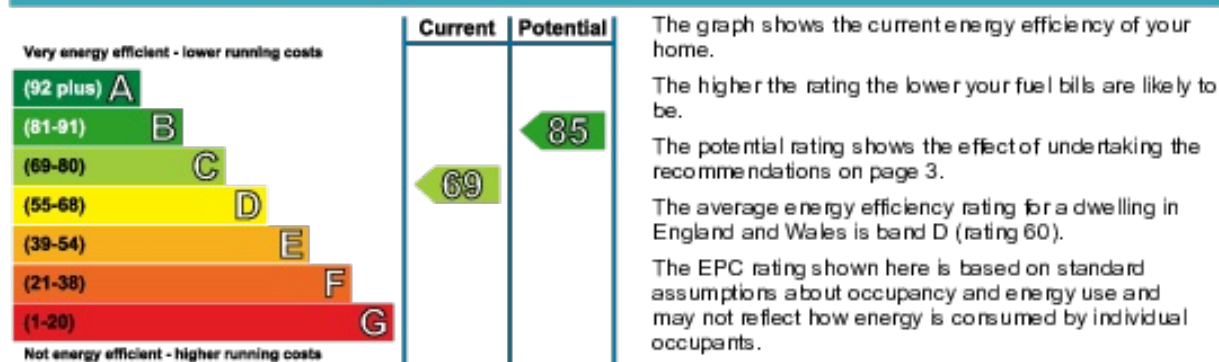 Current Potential
Very energy efficient - lower running costs
(92 plus) A
(81-91) B
(69-80) C
(55-68) D
(39-54) E
(21-38) F
(1-20) G
Not energy efficient - higher running costs
69
85
The graph shows the current energy efficiency of your
home.
The higher the rating the lower your fuel bills are likely to
be.
The potential rating shows the effect of undertaking the
recommendations on page 3.
The average energy efficiency rating for a dwelling in
England and Wales is band D (rating 60).
The EPC rating shown here is based on standard
assumptions about occupancy and energy use and
may not reflect how energy is consumed by individual
occupants.